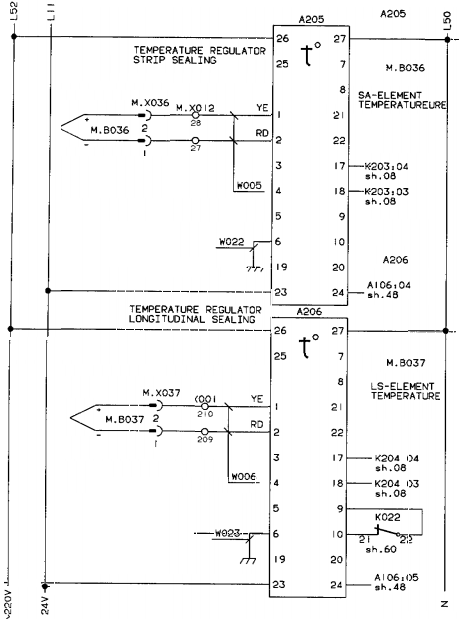 L52
L11
A205
A205
L50
26
27
TEMPERATURE REGULATOR
STRIP SEALING
t°
25
7
M.B036
8
SA-ELEMENT
TEMPERATUREURE
M.X036
M.X012
YE
1
21
+
2
28
M.B036
RD
2
22
-
1
27
3
17
K203:04
sh.08
W005
4
18
K203:03
sh.08
5
9
W022
6
10
19
20
A206
23
24
A106:04
sh.48
TEMPERATURE REGULATOR
LONGITUDINAL SEALING
A206
26
27
t°
25
7
M.B037
8
LS-ELEMENT
TEMPERATURE
M.X037
(001
YE
1
21
+
2
210
M.B037
RD
2
22
-
1
209
3
17
K204 04
sh.08
W006
4
18
K204 03
sh.08
5
9
K022
W023
6
10
21
22
sh.60
19
20
23
24
A106:05
sh.48
~220V
24V
N